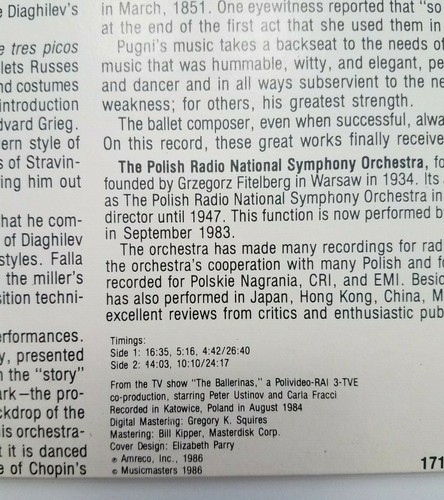 e Diaghilev's
e tres picos
lets Russes
nd costumes
introduction
dvard Grieg.
ern style of
s of Stravin-
ring him out
hat he com-
of Diaghilev
styles. Falla
the miller's
sition techni-
erformances.
y, presented
n the "story"
ark—the pro-
ckdrop of the
is orchestra-
t it is danced
e of Chopin's
in March, 1851. One eyewitness reported that "so
at the end of the first act that she used them in
Pugni's music takes a backseat to the needs of
music that was hummable, witty, and elegant, pe
and dancer and in all ways subservient to the ne
weakness; for others, his greatest strength.
The ballet composer, even when successful, alwa
On this record, these great works finally receive
The Polish Radio National Symphony Orchestra, fo
founded by Grzegorz Fitelberg in Warsaw in 1934. Its
as The Polish Radio National Symphony Orchestra in
director until 1947. This function is now performed b
in September 1983.
The orchestra has made many recordings for rad
the orchestra's cooperation with many Polish and fo
recorded for Polskie Nagrania, CRI, and EMI. Besid
has also performed in Japan, Hong Kong, China, M
excellent reviews from critics and enthusiastic pub
Timings:
Side 1: 16:35, 5:16, 4:42/26:40
Side 2: 14:03, 10:10/24:17
From the TV show "The Ballerinas," a Polivideo-RAI 3-TVE
co-production, starring Peter Ustinov and Carla Fracci
Recorded in Katowice, Poland in August 1984
Digital Mastering: Gregory K. Squires
Mastering: Bill Kipper, Masterdisk Corp.
Cover Design: Elizabeth Parry
℗ Amreco, Inc., 1986
© Musicmasters 1986
171